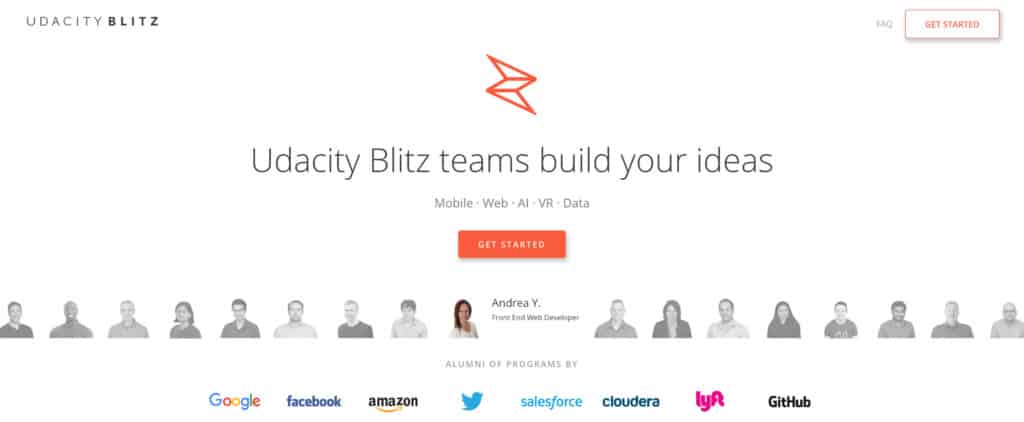 UDACITY BLITZ
FAQ
GET STARTED
Udacity Blitz teams build your ideas
Mobile · Web · AI · VR · Data
GET STARTED
Andrea Y.
Front End Web Developer
ALUMNI OF PROGRAMS BY
Google facebook amazon salesforce cloudera lyft GitHub